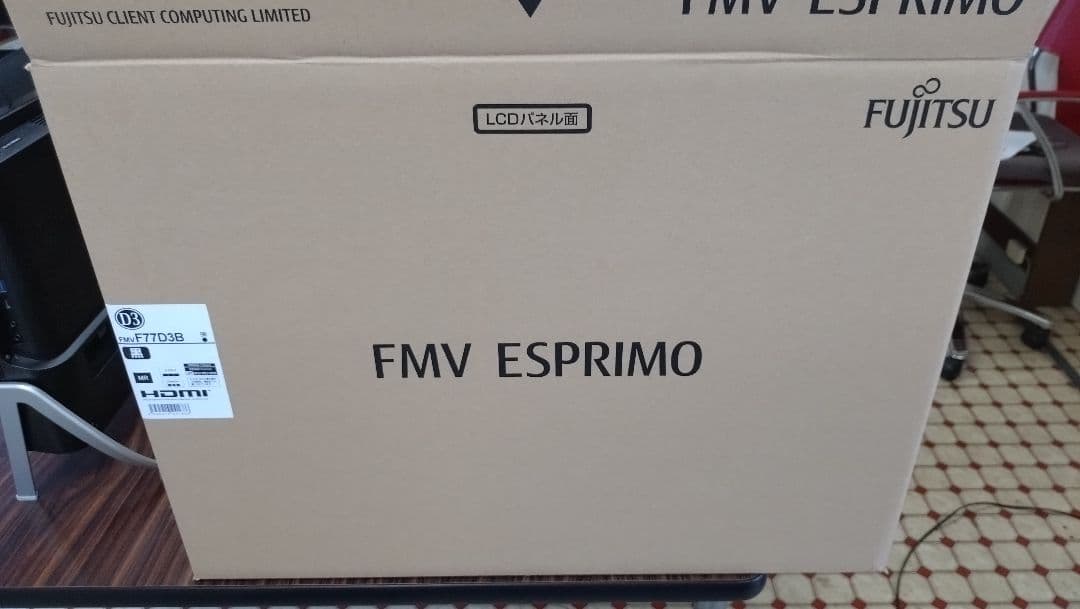 FUJITSU CLIENT COMPUTING LIMITED
FMV ESPRIMO
LCDパネル面
FUJITSU
FMV ESPRIMO
D3
FMVF77D3B
黒
HDMI